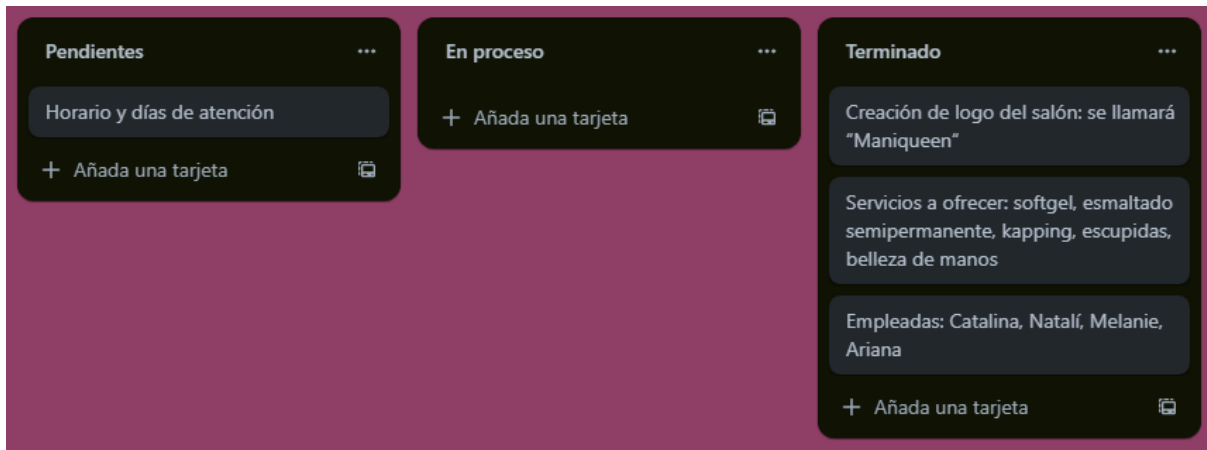 Pendientes
Horario y días de atención
Añada una tarjeta
En proceso
Añada una tarjeta
Terminado
Creación de logo del salón: se llamará
“Maniqueen“
Servicios a ofrecer: softgel, esmaltado
semipermanente, kapping, escupidas,
belleza de manos
Empleadas: Catalina, Natalí, Melanie,
Ariana
Añada una tarjeta